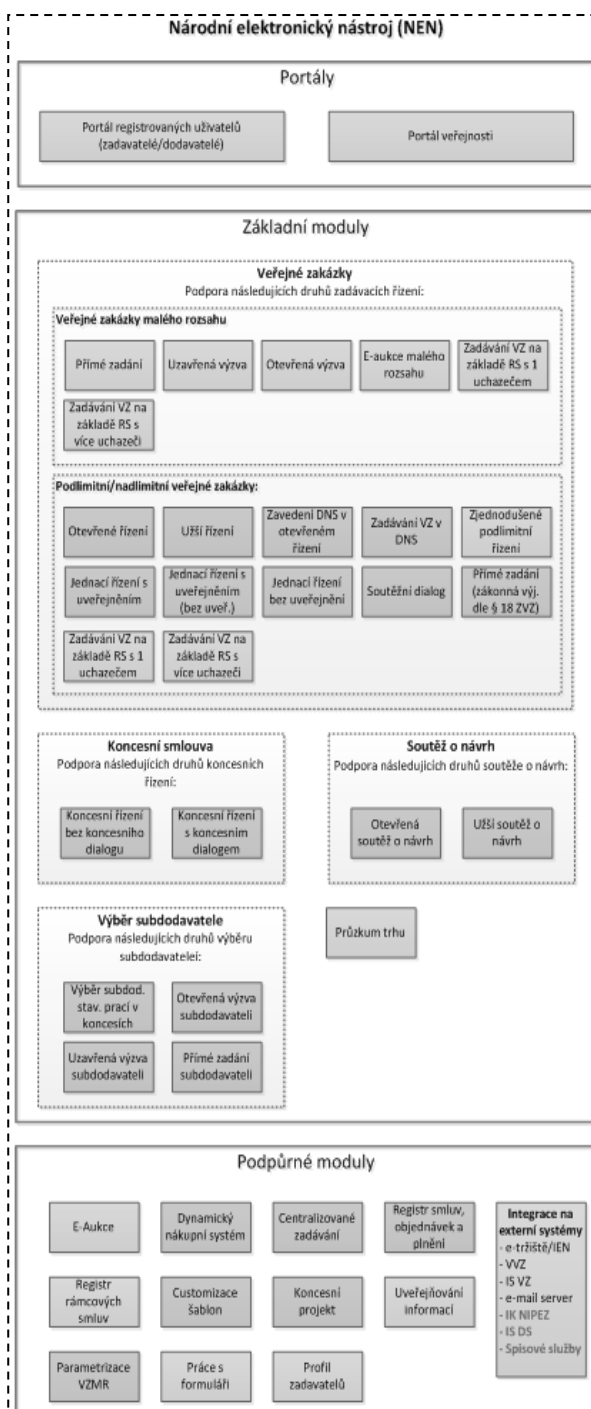 Národní elektronický nástroj (NEN)
Portály
Portál registrovaných uživatelů
(zadavatelé/dodavatelé)
Portál veřejnosti
Základní moduly
Veřejné zakázky
Podpora následujících druhů zadávacích řízení:
Veřejné zakázky malého rozsahu
Přímé zadání
Uzavřená výzva
Otevřená výzva
E-aukce malého
rozsahu
Zadávání VZ na
základě RS s 1
uchazečem
Zadávání VZ na
základě RS s
více uchazeči
Podlimitní/nadlimitní veřejné zakázky:
Otevřené řízení
Užší řízení
Zavedení DNS v
otevřeném
řízení
Zadávání VZ v
DNS
Zjednodušené
podlimitní
řízení
Jednací řízení s
uveřejněním
Jednací řízení s
uveřejněním
(bez uveř.)
Jednací řízení
bez uveřejnění
Soutěžní dialog
Přímé zadání
(zákonná výj.
dle § 18 ZVZ)
Zadávání VZ na
základě RS s 1
uchazečem
Zadávání VZ na
základě RS s
více uchazeči
Koncesní smlouva
Podpora následujících druhů koncesních
řízení:
Koncesní řízení
bez koncesního
dialogu
Koncesní řízení
s koncesním
dialogem
Soutěž o návrh
Podpora následujících druhů soutěže o návrh:
Otevřená
soutěž o návrh
Užší soutěž o
návrh
Výběr subdodavatele
Podpora následujících druhů výběru
subdodavatelei:
Výběr subdod.
stav. prací v
koncesích
Otevřená výzva
subdodavateli
Uzavřená výzva
subdodavateli
Přímé zadání
subdodavateli
Průzkum trhu
Podpůrné moduly
E-Aukce
Dynamický
nákupní systém
Centralizované
zadávání
Registr smluv,
objednávek a
plnění
Registr
rámcových
smluv
Customizace
šablon
Koncesní
projekt
Uveřejňování
informací
Parametrizace
VZMR
Práce s
formuláři
Profil
zadavatelů
Integrace na
externí systémy
- e-tržiště/IEN
- VVZ
- IS VZ
- e-mail server
- IK NIPEZ
- IS DS
- Spisové služby